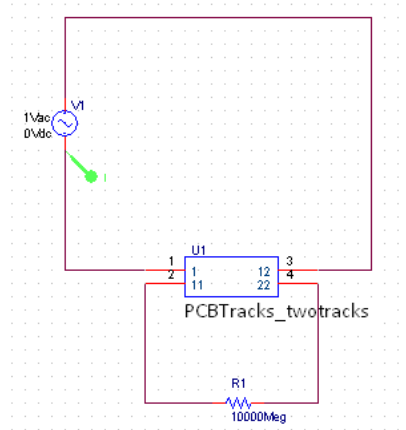 V1
1Vac
0Vdc
I
U1
1 3
2 4
1 12
11 22
PCBTracks_twotracks
R1
10000Meg